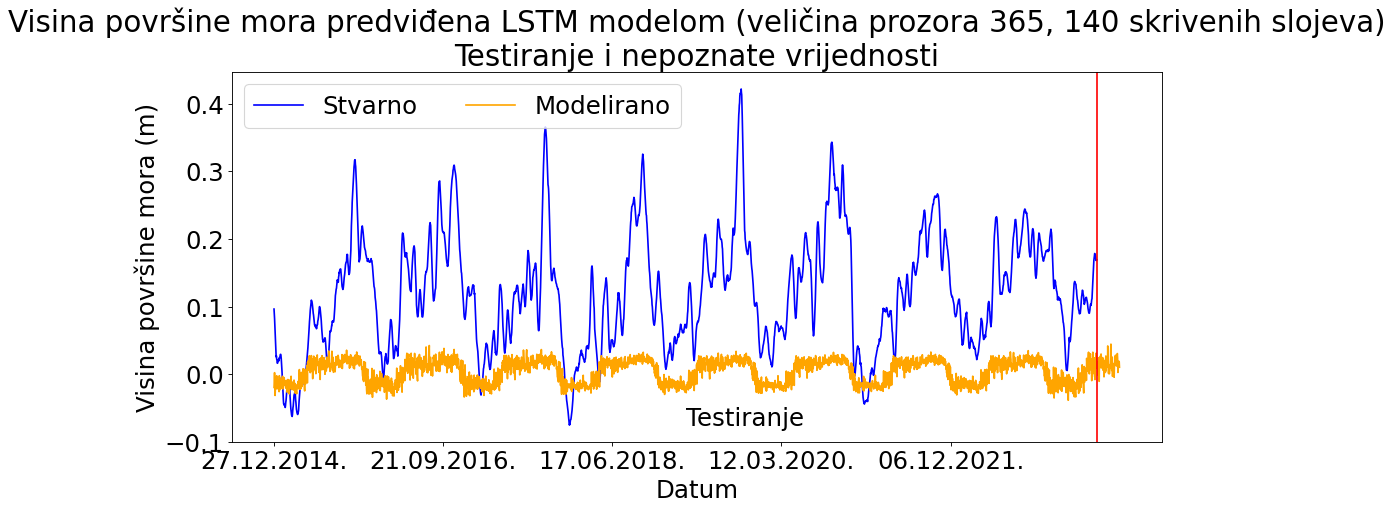 Visina površine mora predviđena LSTM modelom (veličina prozora 365, 140 skrivenih slojeva)
Testiranje i nepoznate vrijednosti
Stvarno Modelirano
Visina površine mora (m)
0.4
0.3
0.2
0.1
0.0
−0.1
Testiranje
27.12.2014. 21.09.2016. 17.06.2018. 12.03.2020. 06.12.2021.
Datum